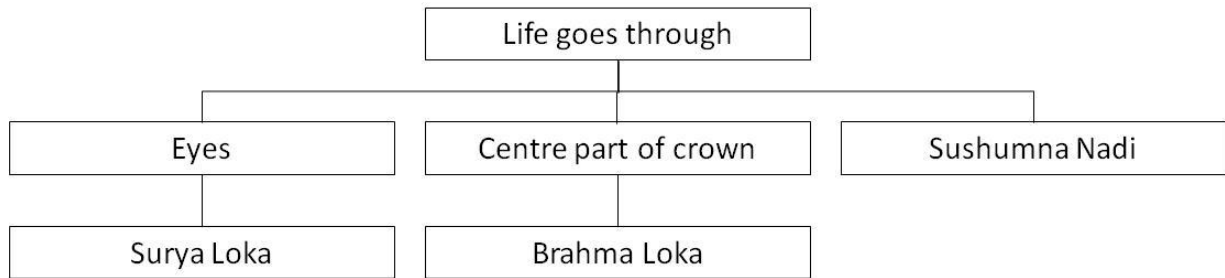 Life goes through
Eyes
Centre part of crown
Sushumna Nadi
Surya Loka
Brahma Loka